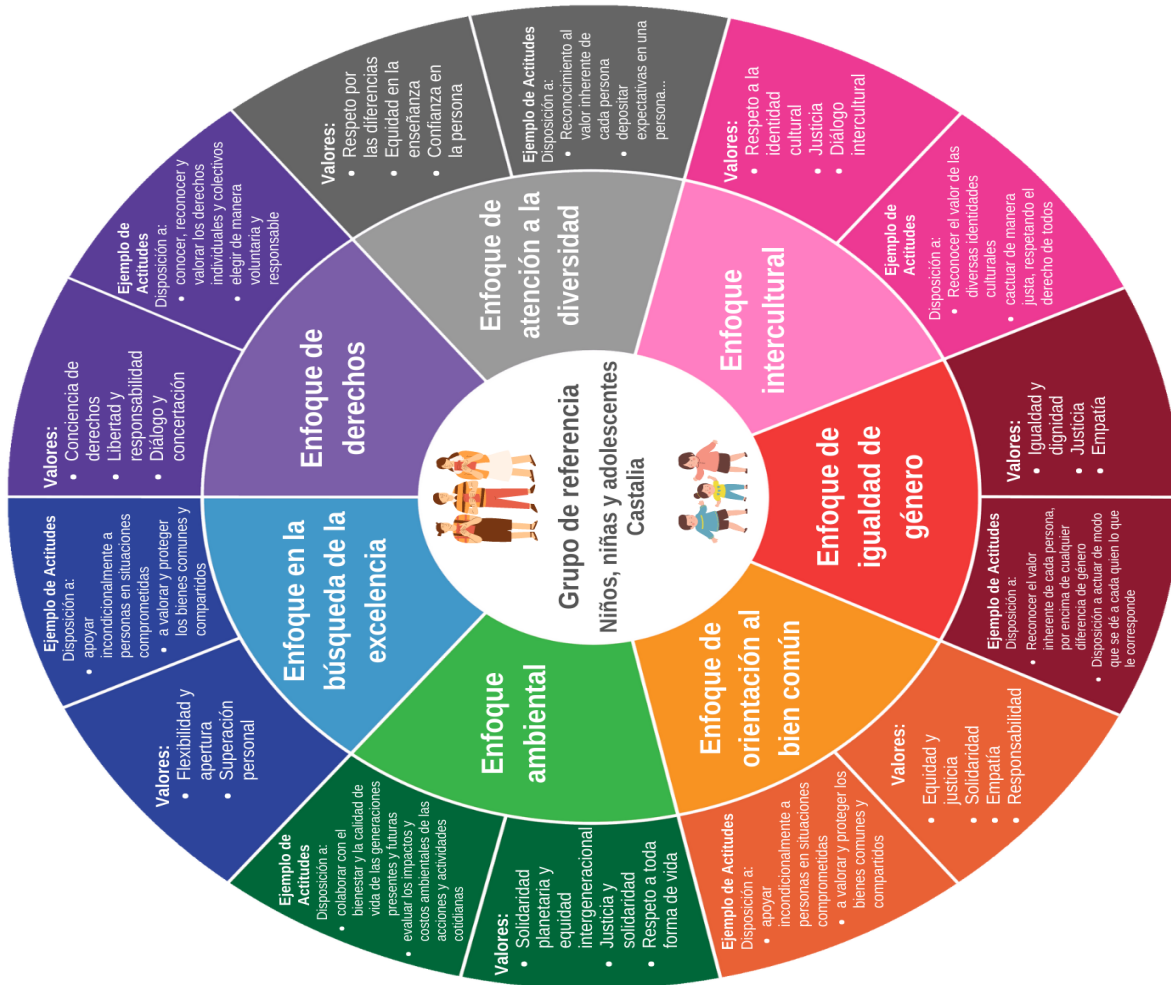 Grupo de referencia
Niños, niñas y adolescentes
Castalia
Enfoque de
derechos
Valores:
• Conciencia de
derechos
• Libertad y
responsabilidad
• Diálogo y
concertación
Ejemplo de
Actitudes
Disposición a:
• conocer, reconocer y
valorar los derechos
individuales y colectivos
• elegir de manera
voluntaria y
responsable
Enfoque de
atención a la
diversidad
Valores:
• Respeto por
las diferencias
• Equidad en la
enseñanza
• Confianza en
la persona
Ejemplo de Actitudes
Disposición a:
• Reconocimiento al
valor inherente de
cada persona
• depositar
expectativas en una
persona...
Enfoque
intercultural
Valores:
• Respeto a la
identidad
cultural
• Justicia
• Diálogo
intercultural
Ejemplo de
Actitudes
Disposición a:
• Reconocer el valor de las
diversas identidades
culturales
• cactuar de manera
justa, respetando el
derecho de todos
Enfoque de
igualdad de
género
Valores:
• Igualdad y
dignidad
• Justicia
• Empatía
Ejemplo de Actitudes
Disposición a:
• Reconocer el valor
inherente de cada persona,
por encima de cualquier
diferencia de género
• Disposición a actuar de modo
que se dé a cada quien lo que
le corresponde
Enfoque de
orientación al
bien común
Valores:
• Equidad y
justicia
• Solidaridad
• Empatía
• Responsabilidad
Ejemplo de Actitudes
Disposición a:
• apoyar
incondicionalmente a
personas en situaciones
comprometidas
• a valorar y proteger los
bienes comunes y
compartidos
Enfoque
ambiental
Valores:
• Solidaridad
planetaria y
equidad
intergeneracional
• Justicia y
solidaridad
• Respeto a toda
forma de vida
Ejemplo de
Actitudes
Disposición a:
• colaborar con el
bienestar y la calidad de
vida de las generaciones
presentes y futuras
• evaluar los impactos y
costos ambientales de las
acciones y actividades
cotidianas
Enfoque en la
búsqueda de la
excelencia
Valores:
• Flexibilidad y
apertura
• Superación
personal
Ejemplo de Actitudes
Disposición a:
• apoyar
incondicionalmente a
personas en situaciones
comprometidas
• a valorar y proteger
los bienes comunes y
compartidos